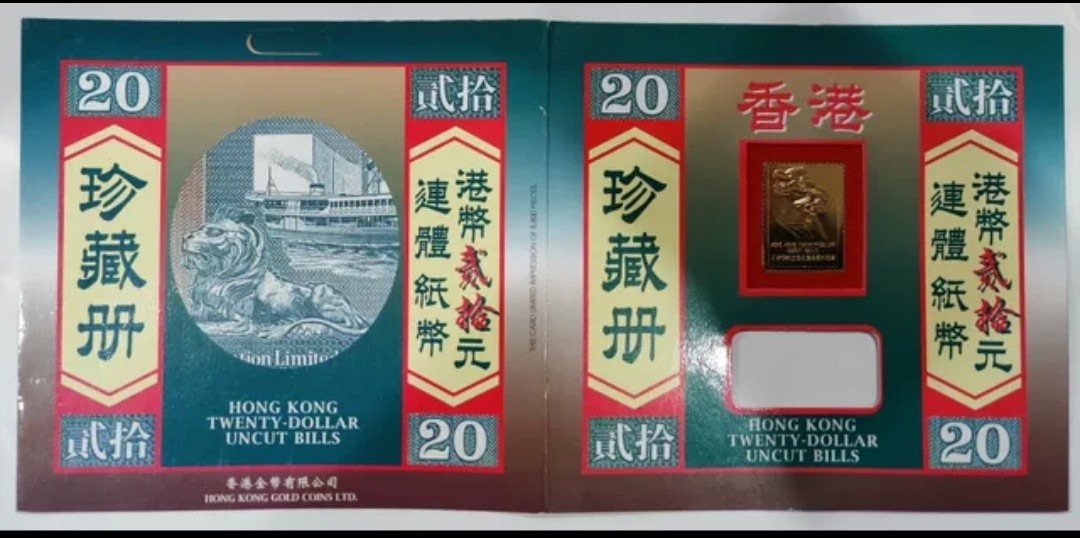 20
貳拾
珍藏册
港幣貳拾元
連體紙幣
tion Limite
HONG KONG
TWENTY-DOLLAR
UNCUT BILLS
貳拾
20
香港金幣有限公司
HONG KONG GOLD COINS LTD.
20
貳拾
香港
珍藏册
港幣貳拾元
連體紙幣
HONG KONG
TWENTY-DOLLAR
UNCUT BILLS
貳拾
20